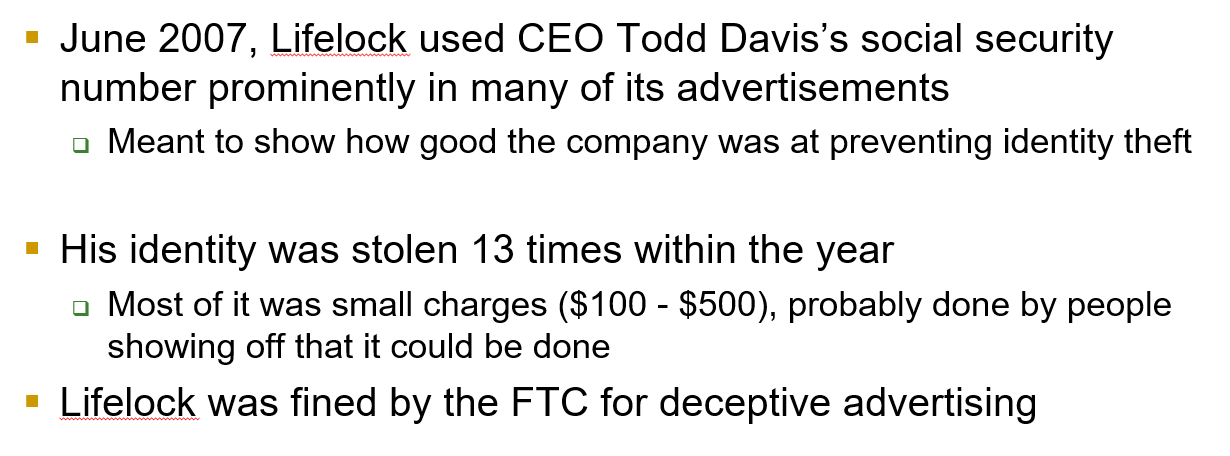 June 2007, Lifelock used CEO Todd Davis’s social security
number prominently in many of its advertisements
Meant to show how good the company was at preventing identity theft
His identity was stolen 13 times within the year
Most of it was small charges ($100 - $500), probably done by people
showing off that it could be done
Lifelock was fined by the FTC for deceptive advertising